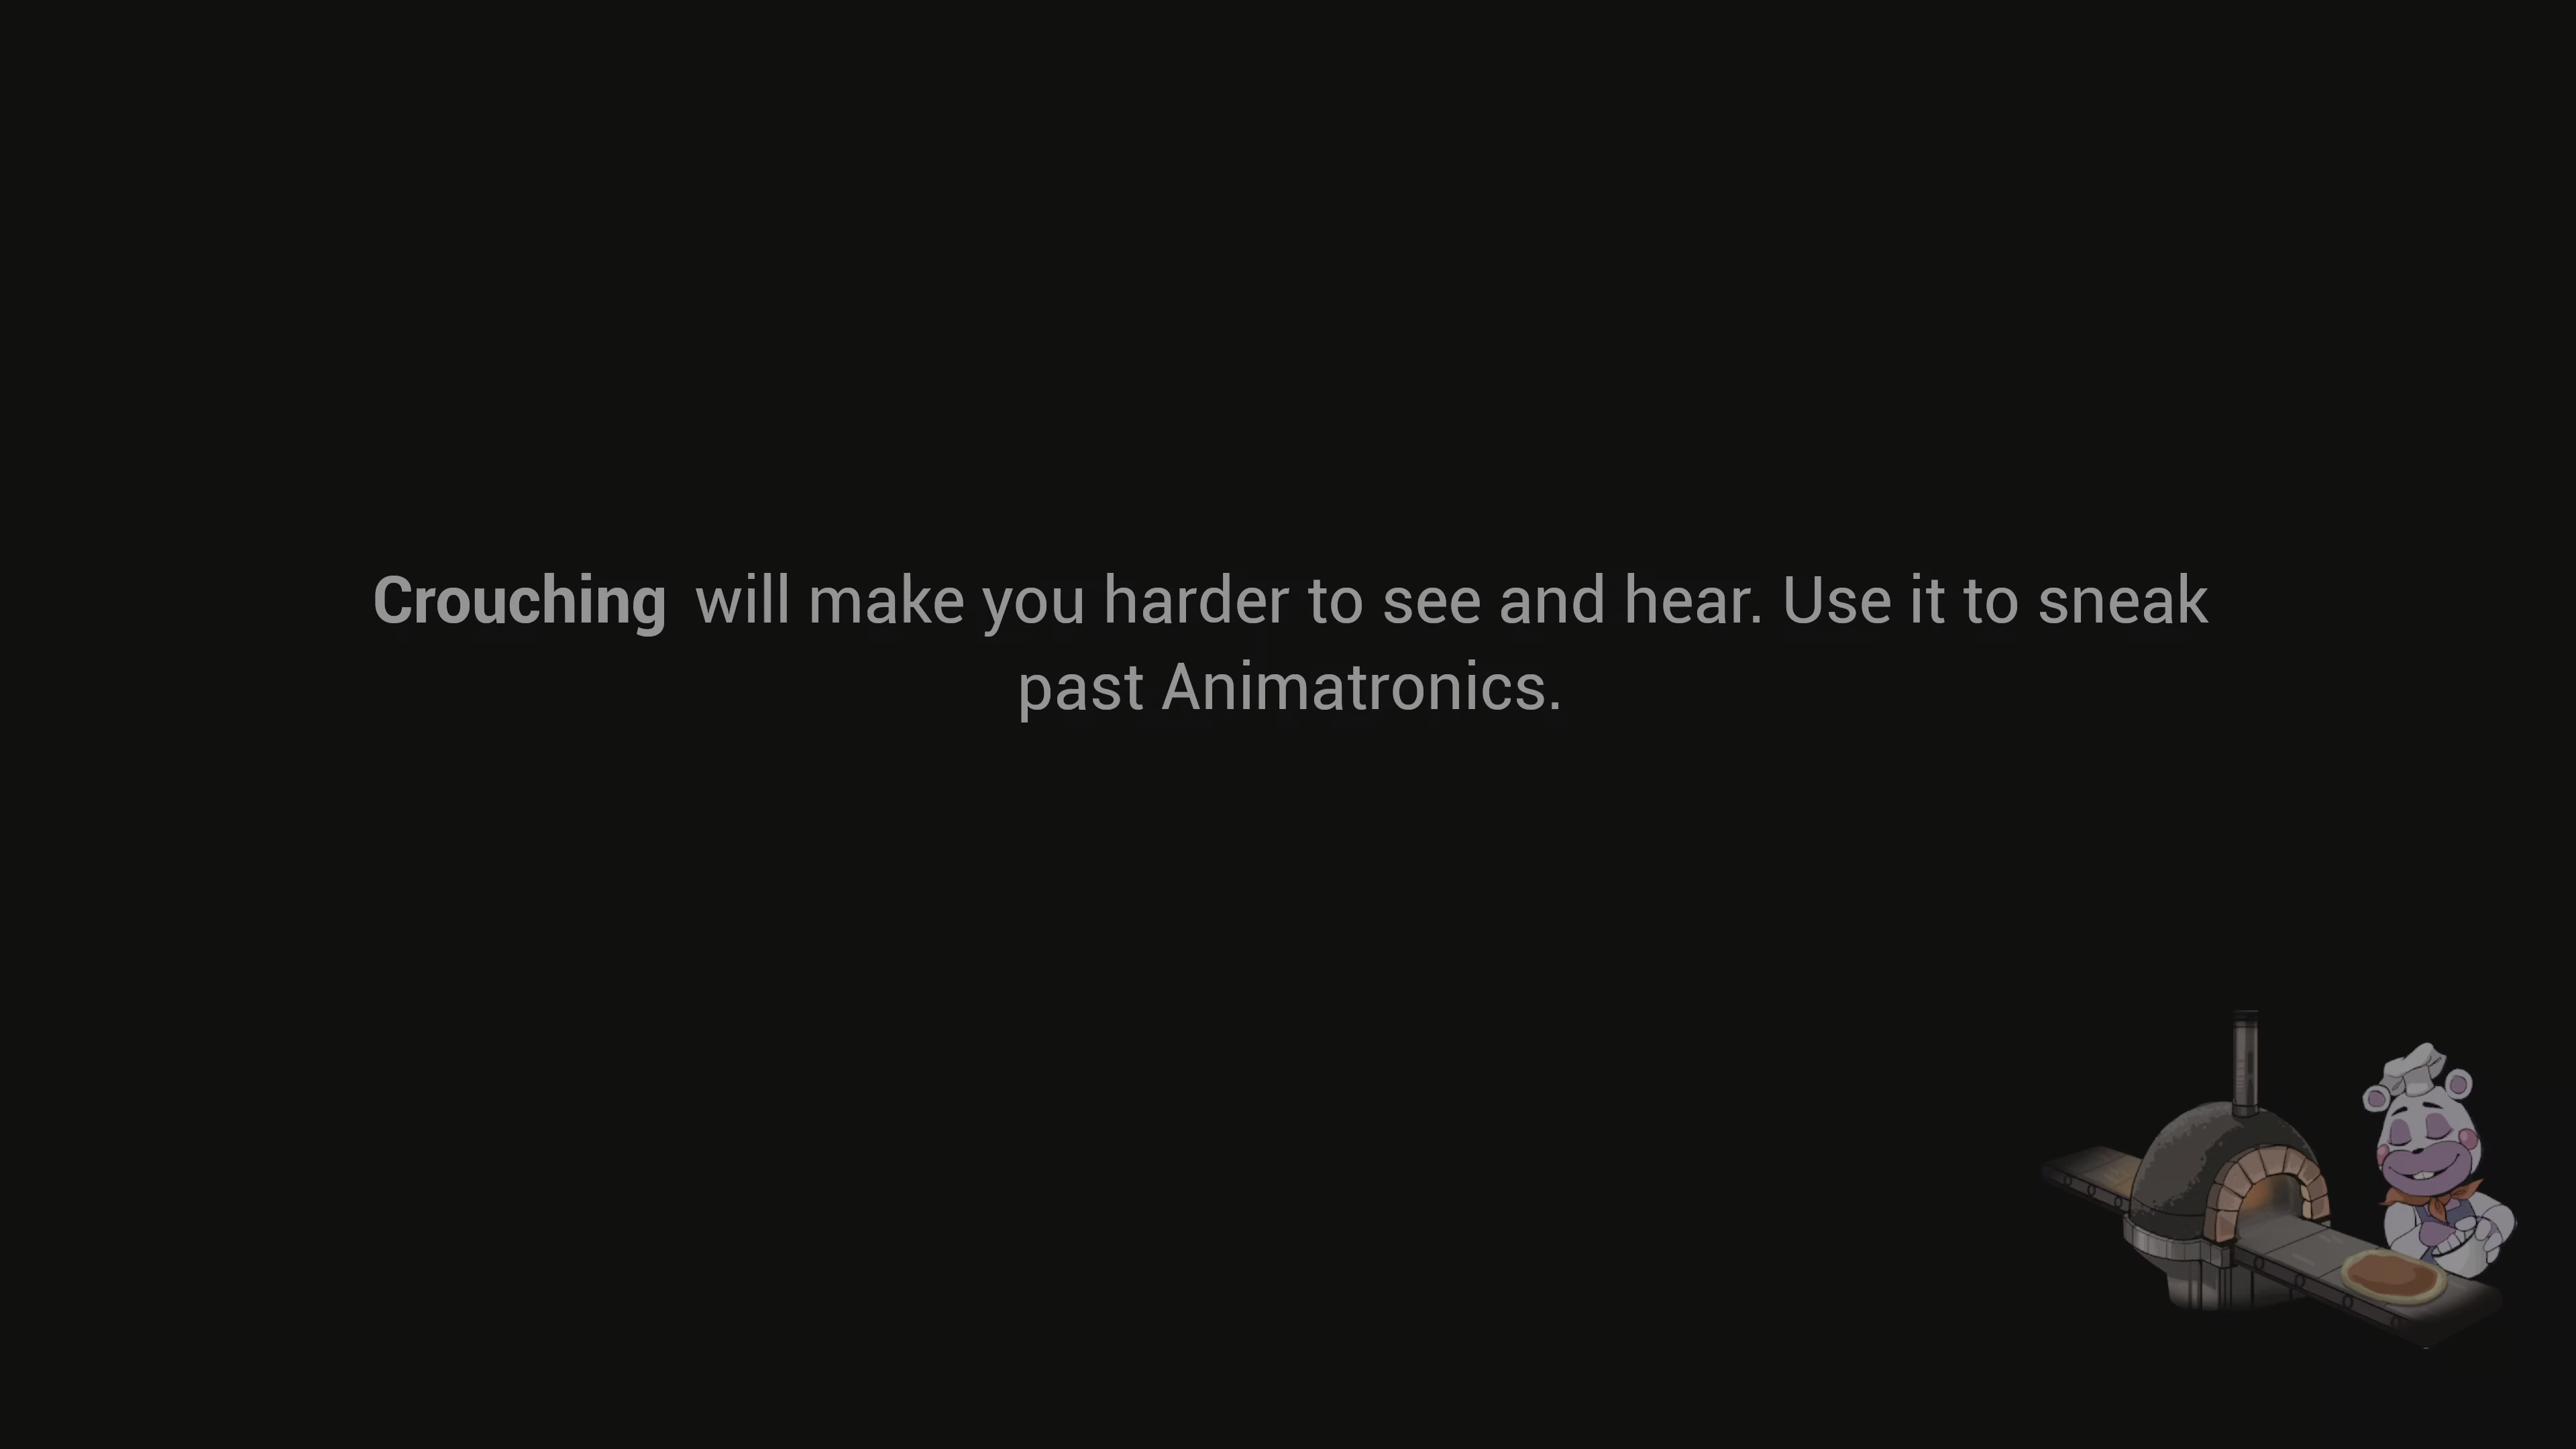 Crouching will make you harder to see and hear. Use it to sneak
past Animatronics.